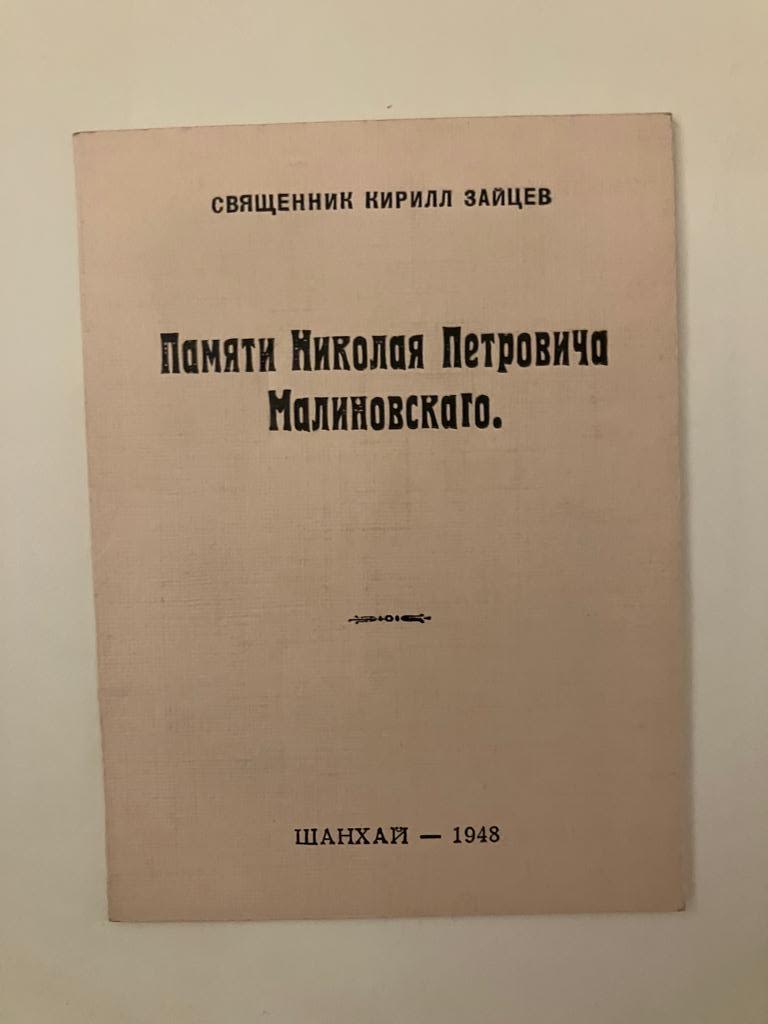 СВЯЩЕННИК КИРИЛЛ ЗАЙЦЕВ
Памяти Николая Петровича
Малиновскаго.
ШАНХАЙ — 1948